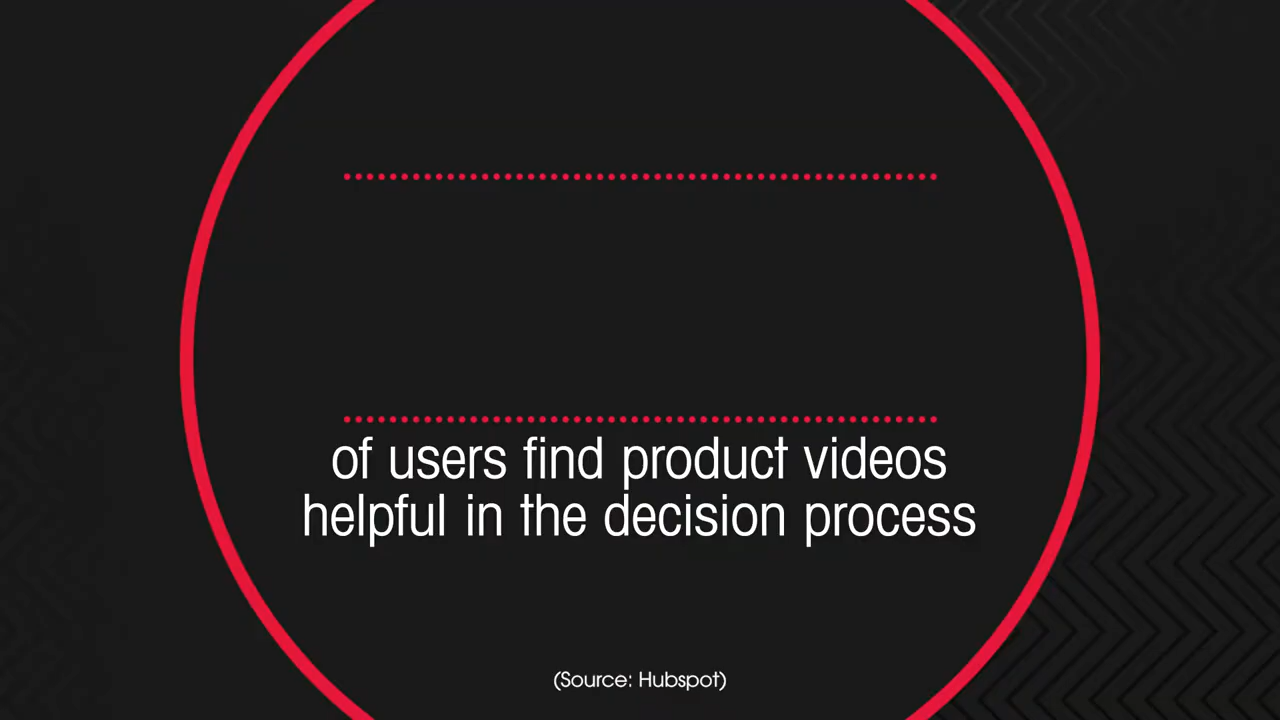 of users find product videos
helpful in the decision process
(Source: Hubspot)